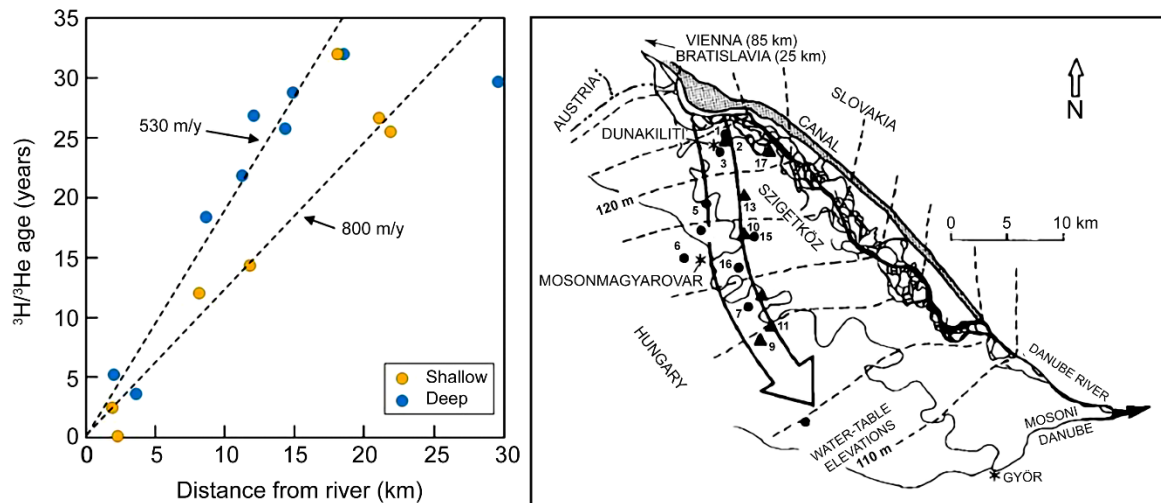 35
30
25
20
15
10
5
0
³H/³He age (years)
530 m/y
800 m/y
Shallow
Deep
0
5
10
15
20
25
30
Distance from river (km)
VIENNA (85 km)
BRATISLAVIA (25 km)
N
AUSTRIA
SLOVAKIA
CANAL
DUNAKILITI
1
2
3
17
120 m
5
13
SZIGETKÖZ
0
5
10 km
10
15
6
16
MOSONMAGYAROVAR
7
11
9
HUNGARY
DANUBE RIVER
WATER-TABLE
ELEVATIONS
110 m
MOSONI
DANUBE
GYÖR